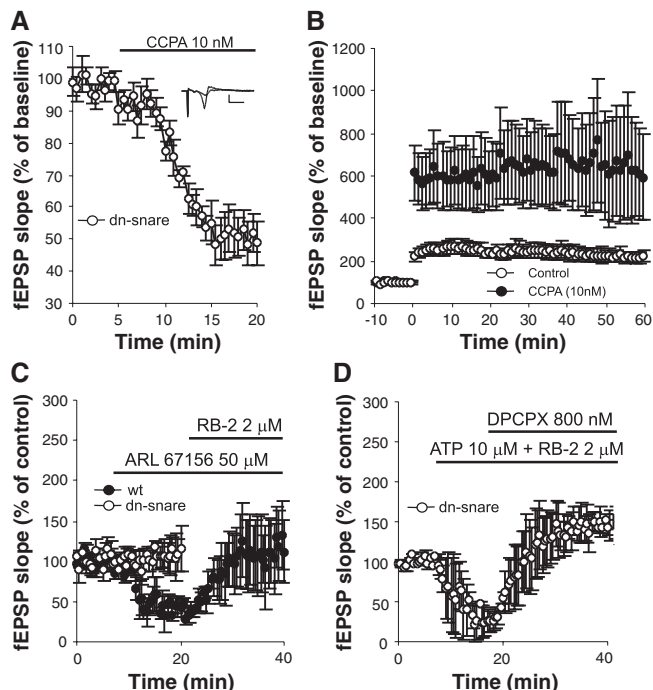 A
CCPA 10 nM
fEPSP slope (% of baseline)
110
100
90
80
70
60
50
40
30
dn-snare
0 5 10 15 20
Time (min)
B
fEPSP slope (% of baseline)
1200
1000
800
600
400
200
0
Control
CCPA (10nM)
-10 0 10 20 30 40 50 60
Time (min)
C
fEPSP slope (% of control)
300
250
200
150
100
50
0
RB-2 2 μM
ARL 67156 50 μM
wt
dn-snare
0 20 40
Time (min)
D
fEPSP slope (% of control)
300
250
200
150
100
50
0
DPCPX 800 nM
ATP 10 μM + RB-2 2 μM
dn-snare
0 20 40
Time (min)